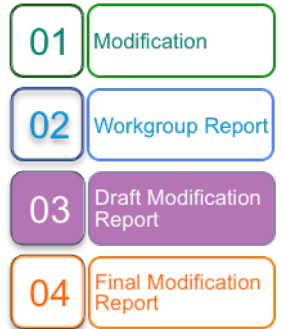 01 Modification
02 Workgroup Report
03 Draft Modification
Report
04 Final Modification
Report